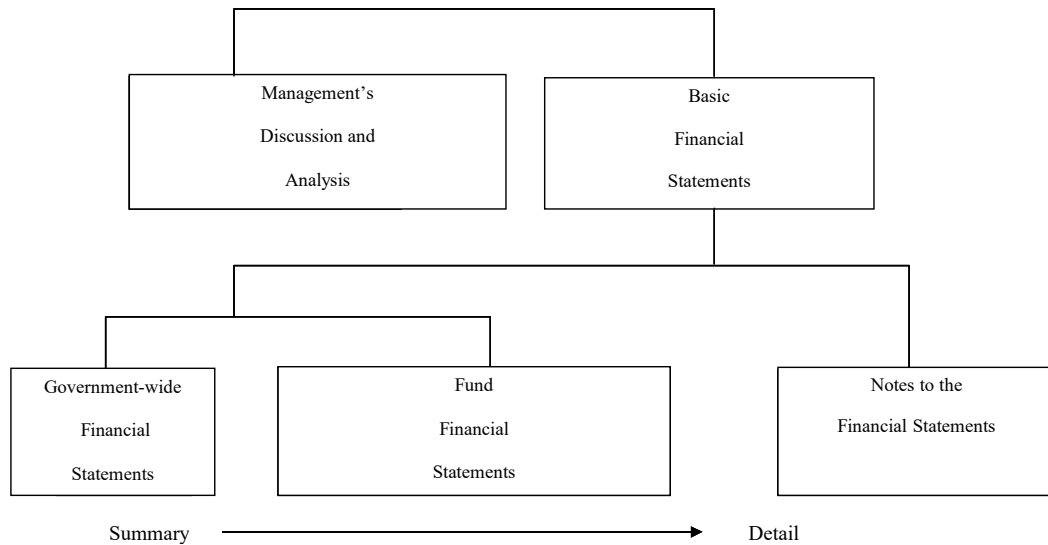 Management’s
Discussion and
Analysis
Basic
Financial
Statements
Government-wide
Financial
Statements
Fund
Financial
Statements
Notes to the
Financial Statements
Summary
Detail